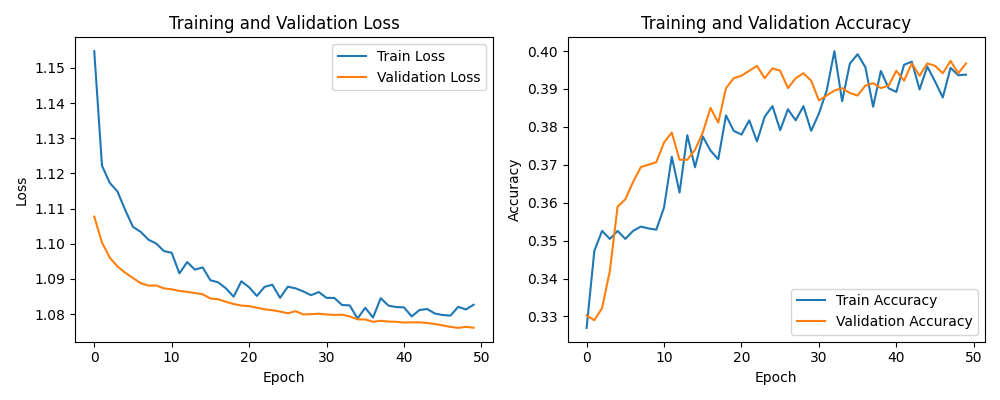 Training and Validation Loss
Train Loss
Validation Loss
1.15
1.14
1.13
1.12
1.11
1.10
1.09
1.08
Loss
0
10
20
30
40
50
Epoch
Training and Validation Accuracy
0.40
0.39
0.38
0.37
0.36
0.35
0.34
0.33
Accuracy
Train Accuracy
Validation Accuracy
0
10
20
30
40
50
Epoch